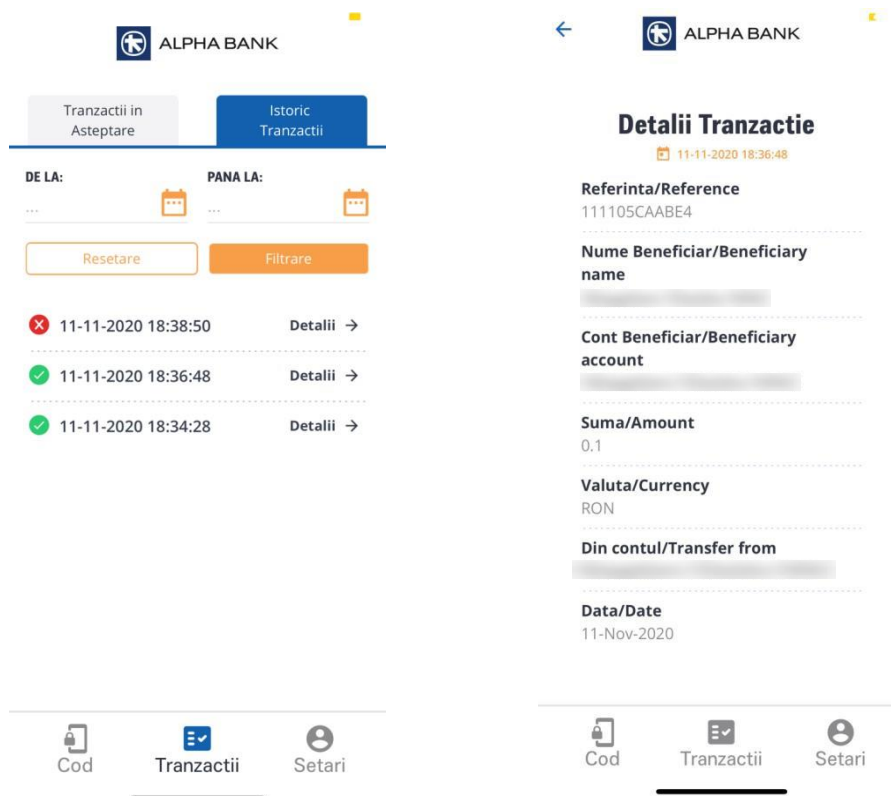 ALPHA BANK
Tranzactii in
Asteptare
Istoric
Tranzactii
DE LA:
PANA LA:
...
...
Resetare
Filtrare
11-11-2020 18:38:50
Detalii →
11-11-2020 18:36:48
Detalii →
11-11-2020 18:34:28
Detalii →
Cod
Tranzactii
Setari
ALPHA BANK
Detalii Tranzactie
11-11-2020 18:36:48
Referinta/Reference
111105CAABE4
Nume Beneficiar/Beneficiary
name
Cont Beneficiar/Beneficiary
account
Suma/Amount
0.1
Valuta/Currency
RON
Din contul/Transfer from
Data/Date
11-Nov-2020
Cod
Tranzactii
Setari